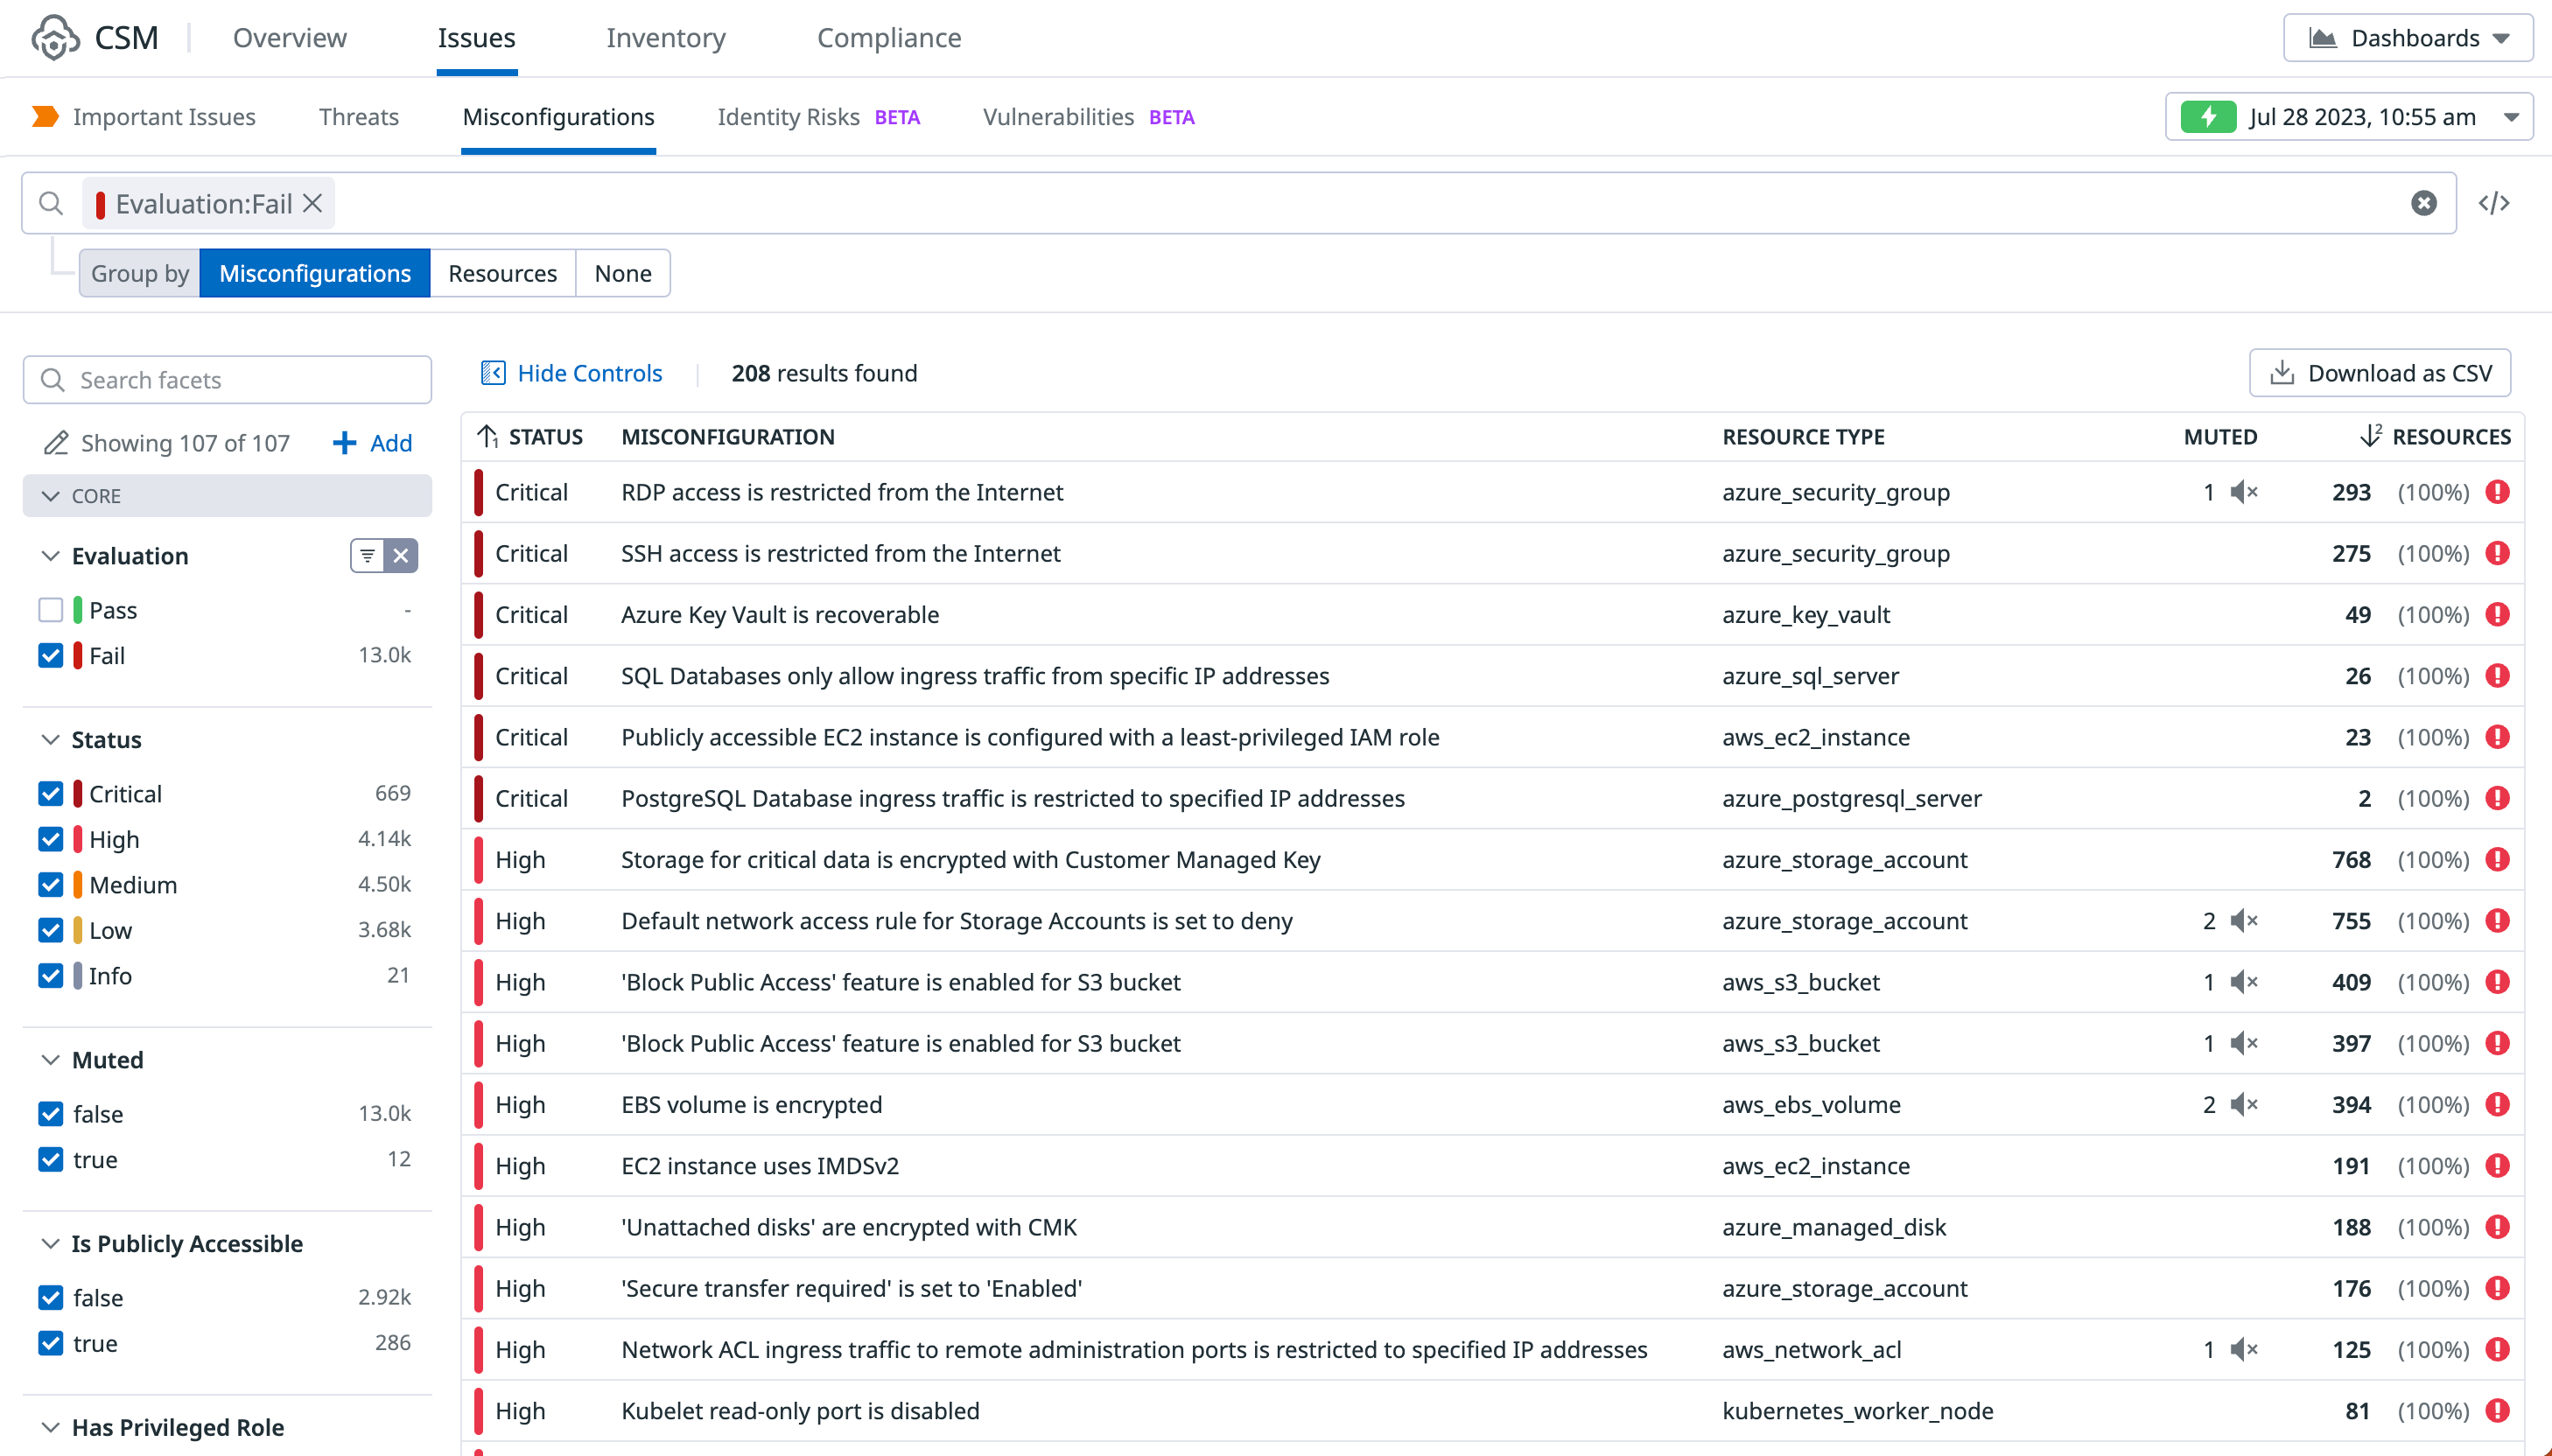 CSM Overview Issues Inventory Compliance Dashboards
Important Issues Threats Misconfigurations Identity Risks BETA Vulnerabilities BETA Jul 28 2023, 10:55 am
Evaluation:Fail </>
Group by Misconfigurations Resources None
Search facets
Showing 107 of 107 Add
CORE
Evaluation
Pass -
Fail 13.0k
Status
Critical 669
High 4.14k
Medium 4.50k
Low 3.68k
Info 21
Muted
false 13.0k
true 12
Is Publicly Accessible
false 2.92k
true 286
Has Privileged Role
Hide Controls 208 results found Download as CSV
1 STATUS MISCONFIGURATION RESOURCE TYPE MUTED 2 RESOURCES
Critical RDP access is restricted from the Internet azure_security_group 1 293 (100%)
Critical SSH access is restricted from the Internet azure_security_group 275 (100%)
Critical Azure Key Vault is recoverable azure_key_vault 49 (100%)
Critical SQL Databases only allow ingress traffic from specific IP addresses azure_sql_server 26 (100%)
Critical Publicly accessible EC2 instance is configured with a least-privileged IAM role aws_ec2_instance 23 (100%)
Critical PostgreSQL Database ingress traffic is restricted to specified IP addresses azure_postgresql_server 2 (100%)
High Storage for critical data is encrypted with Customer Managed Key azure_storage_account 768 (100%)
High Default network access rule for Storage Accounts is set to deny azure_storage_account 2 755 (100%)
High 'Block Public Access' feature is enabled for S3 bucket aws_s3_bucket 1 409 (100%)
High 'Block Public Access' feature is enabled for S3 bucket aws_s3_bucket 1 397 (100%)
High EBS volume is encrypted aws_ebs_volume 2 394 (100%)
High EC2 instance uses IMDSv2 aws_ec2_instance 191 (100%)
High 'Unattached disks' are encrypted with CMK azure_managed_disk 188 (100%)
High 'Secure transfer required' is set to 'Enabled' azure_storage_account 176 (100%)
High Network ACL ingress traffic to remote administration ports is restricted to specified IP addresses aws_network_acl 1 125 (100%)
High Kubelet read-only port is disabled kubernetes_worker_node 81 (100%)